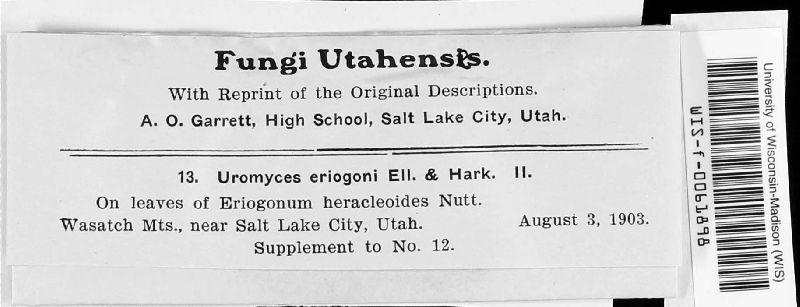 Fungi Utahensis.
With Reprint of the Original Descriptions.
A. O. Garrett, High School, Salt Lake City, Utah.
13. Uromyces eriogoni Ell. & Hark. II.
On leaves of Eriogonum heracleoides Nutt.
Wasatch Mts., near Salt Lake City, Utah. August 3, 1903.
Supplement to No. 12.
University of Wisconsin-Madison (WIS)
WIS-f-0061898